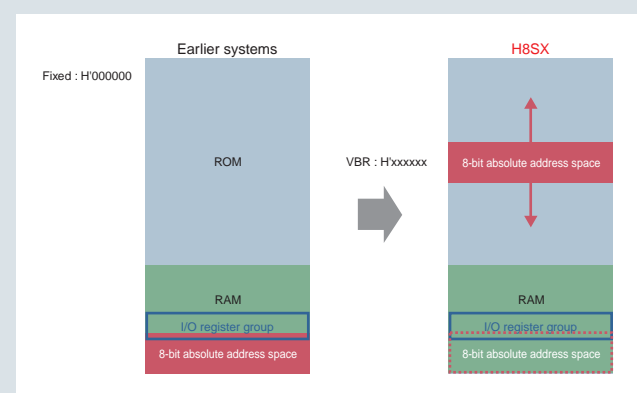 Earlier systems
H8SX
Fixed : H'000000
ROM
VBR : H'xxxxxx
8-bit absolute address space
RAM
I/O register group
8-bit absolute address space
RAM
I/O register group
8-bit absolute address space